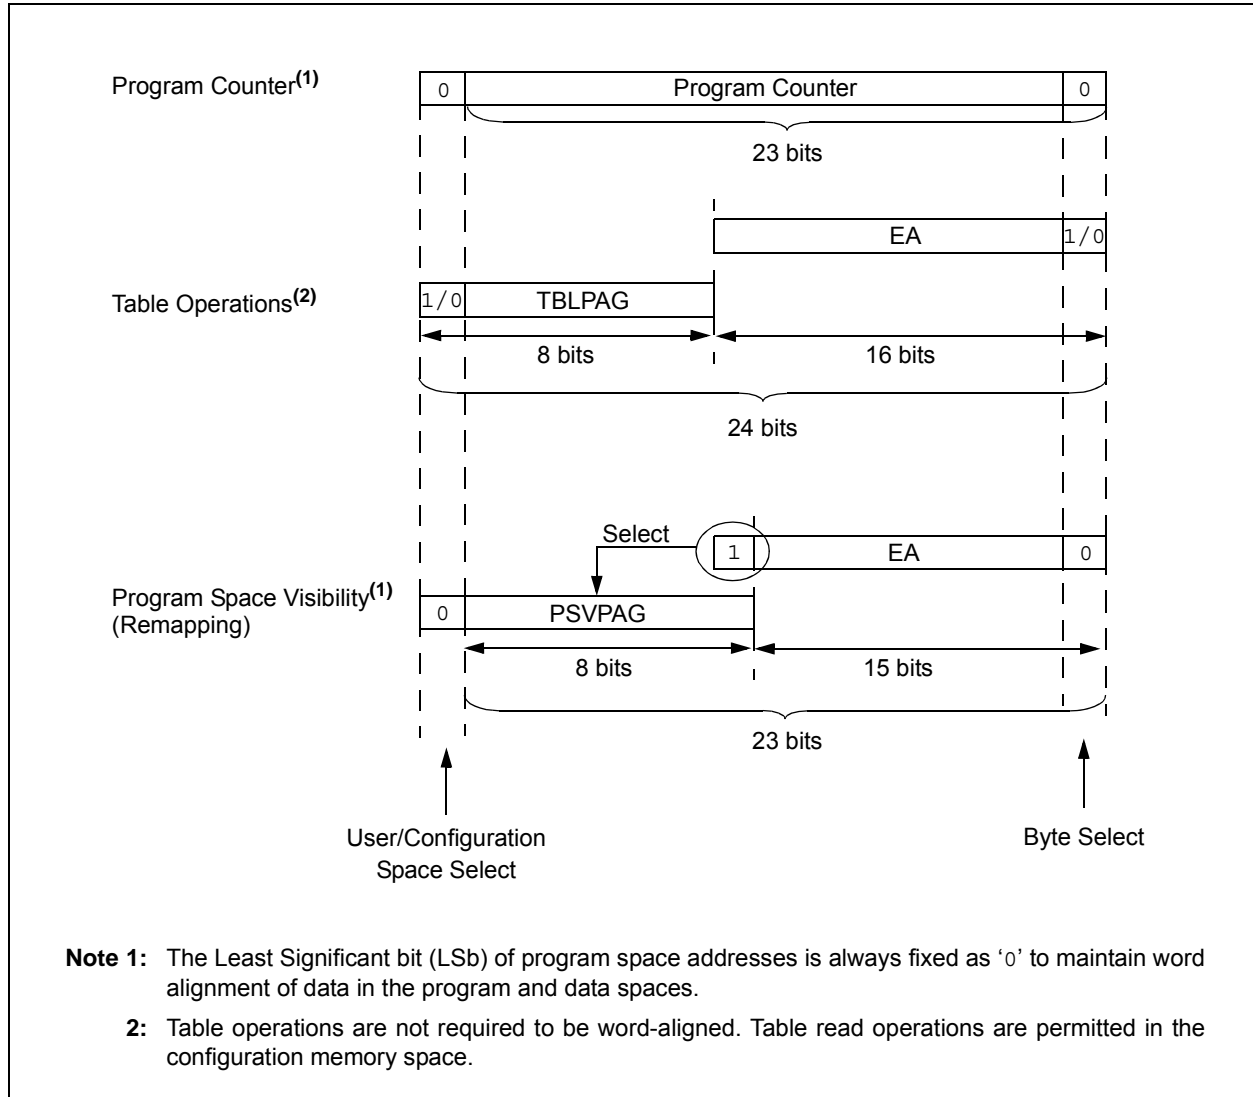 Program Counter(1)
0 Program Counter 0
23 bits
EA 1/0
Table Operations(2)
1/0 TBLPAG
8 bits 16 bits
24 bits
Select
1 EA 0
Program Space Visibility(1)
(Remapping)
0 PSVPAG
8 bits 15 bits
23 bits
User/Configuration
Space Select
Byte Select
Note 1: The Least Significant bit (LSb) of program space addresses is always fixed as ‘0’ to maintain word
alignment of data in the program and data spaces.
2: Table operations are not required to be word-aligned. Table read operations are permitted in the
configuration memory space.